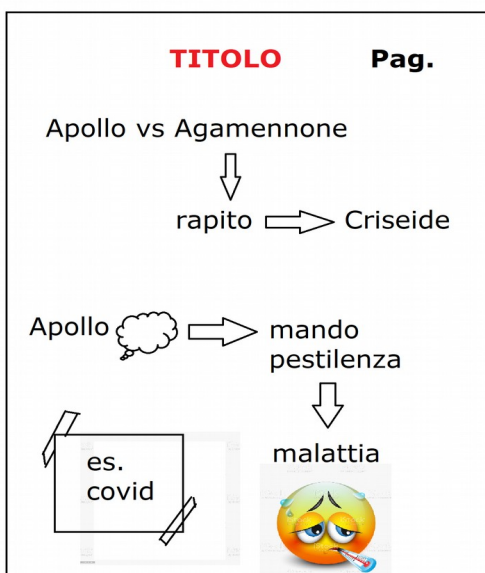 TITOLO Pag.
Apollo vs Agamennone
rapito Criseide
Apollo mando
pestilenza
malattia
es.
covid